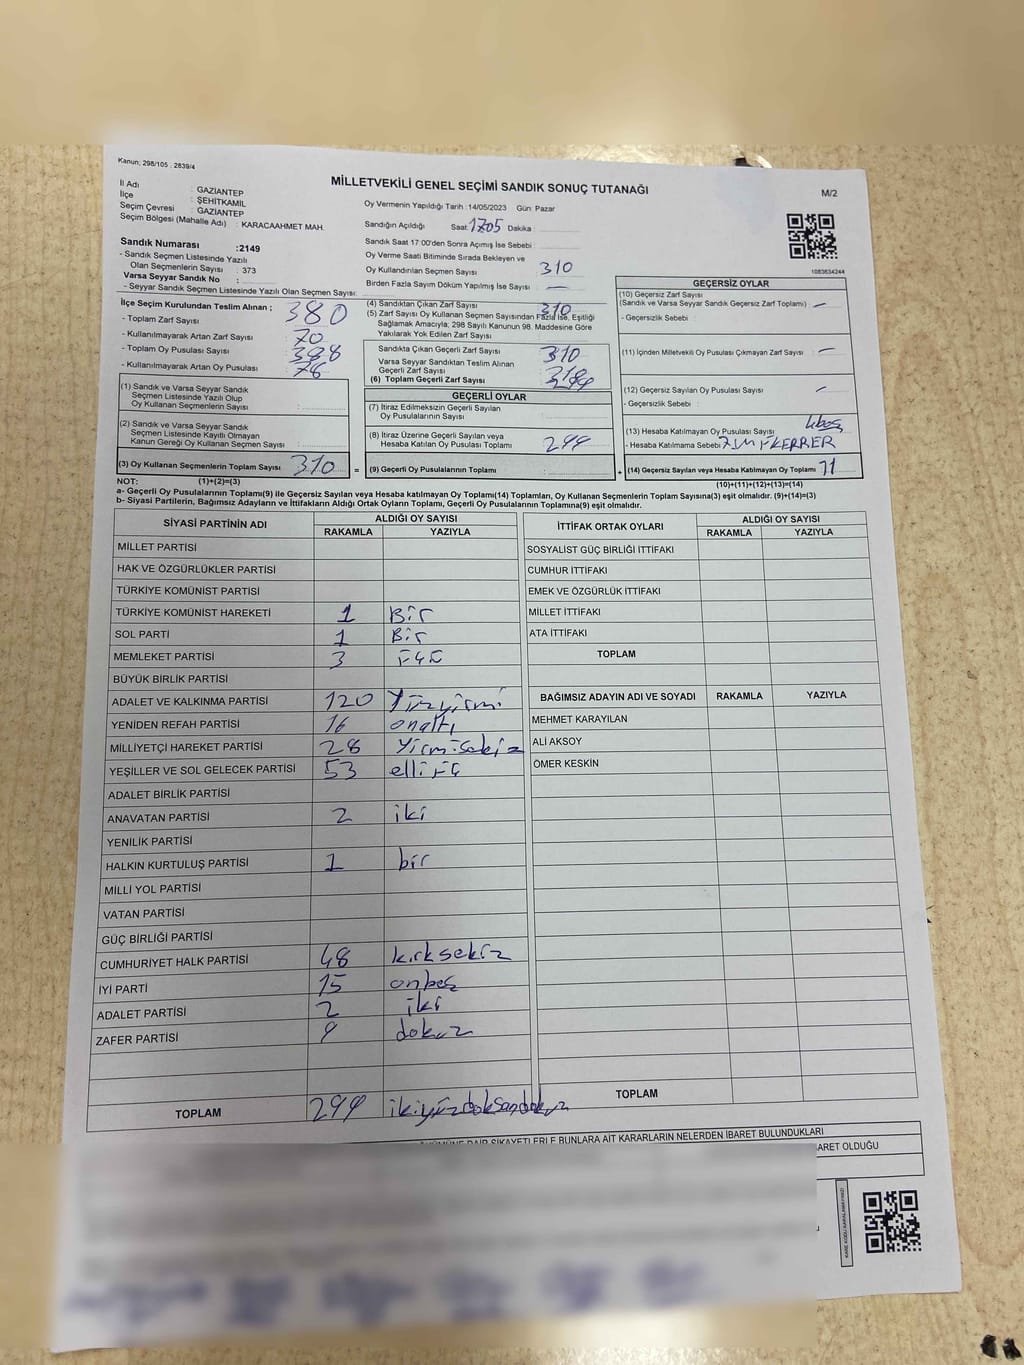 Kanun; 298/105 . 2839/4
MİLLETVEKİLİ GENEL SEÇİMİ SANDIK SONUÇ TUTANAĞI
M/2
İl Adı : GAZIANTEP
İlçe : ŞEHİTKAMİL
Seçim Çevresi : GAZIANTEP
Seçim Bölgesi (Mahalle Adı) : KARACAAHMET MAH.
Sandık Numarası :2149
- Sandık Seçmen Listesinde Yazılı
Olan Seçmenlerin Sayısı : 373
Varsa Seyyar Sandık No :
- Seyyar Sandık Seçmen Listesinde Yazılı Olan Seçmen Sayısı:
Oy Vermenin Yapıldığı Tarih :14/05/2023 Gün: Pazar
Sandığın Açıldığı Saat: 1705 Dakika :
Sandık Saat 17:00'den Sonra Açımış İse Sebebi :
Oy Verme Saati Bitiminde Sırada Bekleyen ve
Oy Kullandırılan Seçmen Sayısı : 310
Birden Fazla Sayım Döküm Yapılmış İse Sayısı : —
1083634244
İlçe Seçim Kurulundan Teslim Alınan ; 380
- Toplam Zarf Sayısı :
- Kullanılmayarak Artan Zarf Sayısı : 70
- Toplam Oy Pusulası Sayısı : 388
- Kullanılmayarak Artan Oy Pusulası : 78
(4) Sandıktan Çıkan Zarf Sayısı : 310
(5) Zarf Sayısı Oy Kullanan Seçmen Sayısından Fazla İse, Eşitliği
Sağlamak Amacıyla; 298 Sayılı Kanunun 98. Maddesine Göre
Yakılarak Yok Edilen Zarf Sayısı :
Sandıkta Çıkan Geçerli Zarf Sayısı : 310
Varsa Seyyar Sandıktan Teslim Alınan
Geçerli Zarf Sayısı :
(6) Toplam Geçerli Zarf Sayısı :
GEÇERSİZ OYLAR
(10) Geçersiz Zarf Sayısı
(Sandık ve Varsa Seyyar Sandık Geçersiz Zarf Toplamı) : —
- Geçersizlik Sebebi :
(11) İçinden Milletvekili Oy Pusulası Çıkmayan Zarf Sayısı : —
(12) Geçersiz Sayılan Oy Pusulası Sayısı : —
- Geçersizlik Sebebi :
(13) Hesaba Katılmayan Oy Pusulası Sayısı :
- Hesaba Katılmama Sebebi
(14) Geçersiz Sayılan veya Hesaba Katılmayan Oy Toplamı : 11
(10)+(11)+(12)+(13)=(14)
(1) Sandık ve Varsa Seyyar Sandık
Seçmen Listesinde Yazılı Olup
Oy Kullanan Seçmenlerin Sayısı :
(2) Sandık ve Varsa Seyyar Sandık
Seçmen Listesinde Kayıtlı Olmayan
Kanun Gereği Oy Kullanan Seçmen Sayısı :
(3) Oy Kullanan Seçmenlerin Toplam Sayısı : 310
GEÇERLİ OYLAR
(7) İtiraz Edilmeksizin Geçerli Sayılan
Oy Pusulalarının Sayısı :
(8) İtiraz Üzerine Geçerli Sayılan veya
Hesaba Katılan Oy Pusulası Toplamı : 299
= (9) Geçerli Oy Pusulalarının Toplamı : +
NOT: (1)+(2)=(3)
a- Geçerli Oy Pusulalarının Toplamı(9) ile Geçersiz Sayılan veya Hesaba katılmayan Oy Toplamı(14) Toplamları, Oy Kullanan Seçmenlerin Toplam Sayısına(3) eşit olmalıdır. (9)+(14)=(3)
b- Siyasi Partilerin, Bağımsız Adayların ve İttifakların Aldığı Ortak Oyların Toplamı, Geçerli Oy Pusulalarının Toplamına(9) eşit olmalıdır.
SİYASİ PARTİNİN ADI ALDIĞI OY SAYISI
RAKAMLA YAZIYLA
MİLLET PARTİSİ
HAK VE ÖZGÜRLÜKLER PARTİSİ
TÜRKİYE KOMÜNİST PARTİSİ
TÜRKİYE KOMÜNİST HAREKETİ 1 Bir
SOL PARTİ 1 Bir
MEMLEKET PARTİSİ 3 üç
BÜYÜK BİRLİK PARTİSİ
ADALET VE KALKINMA PARTİSİ 120 Yüzyirmi
YENİDEN REFAH PARTİSİ 16 onaltı
MİLLİYETÇİ HAREKET PARTİSİ 28 Yirmisekiz
YEŞİLLER VE SOL GELECEK PARTİSİ 53 elliüç
ADALET BİRLİK PARTİSİ
ANAVATAN PARTİSİ 2 iki
YENİLİK PARTİSİ
HALKIN KURTULUŞ PARTİSİ 1 bir
MİLLİ YOL PARTİSİ
VATAN PARTİSİ
GÜÇ BİRLİĞİ PARTİSİ
CUMHURİYET HALK PARTİSİ 48 kırksekiz
İYİ PARTİ 15 onbeş
ADALET PARTİSİ 2 iki
ZAFER PARTİSİ 9 dokuz
TOPLAM 299 ikiyüzdoksandokuz
İTTİFAK ORTAK OYLARI ALDIĞI OY SAYISI
RAKAMLA YAZIYLA
SOSYALİST GÜÇ BİRLİĞİ İTTİFAKI
CUMHUR İTTİFAKI
EMEK VE ÖZGÜRLÜK İTTİFAKI
MİLLET İTTİFAKI
ATA İTTİFAKI
TOPLAM
BAĞIMSIZ ADAYIN ADI VE SOYADI RAKAMLA YAZIYLA
MEHMET KARAYILAN
ALİ AKSOY
ÖMER KESKİN
TOPLAM
DAİR ŞİKAYETLERLE BUNLARA AİT KARARLARIN NELERDEN İBARET BULUNDUKLARI
BARET OLDUĞU
KARE KODU KARALAMAYINIZ!